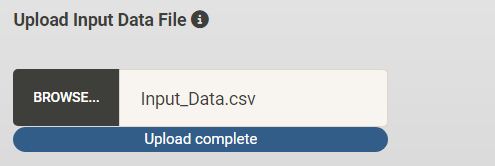 Upload Input Data File
BROWSE... Input_Data.csv
Upload complete